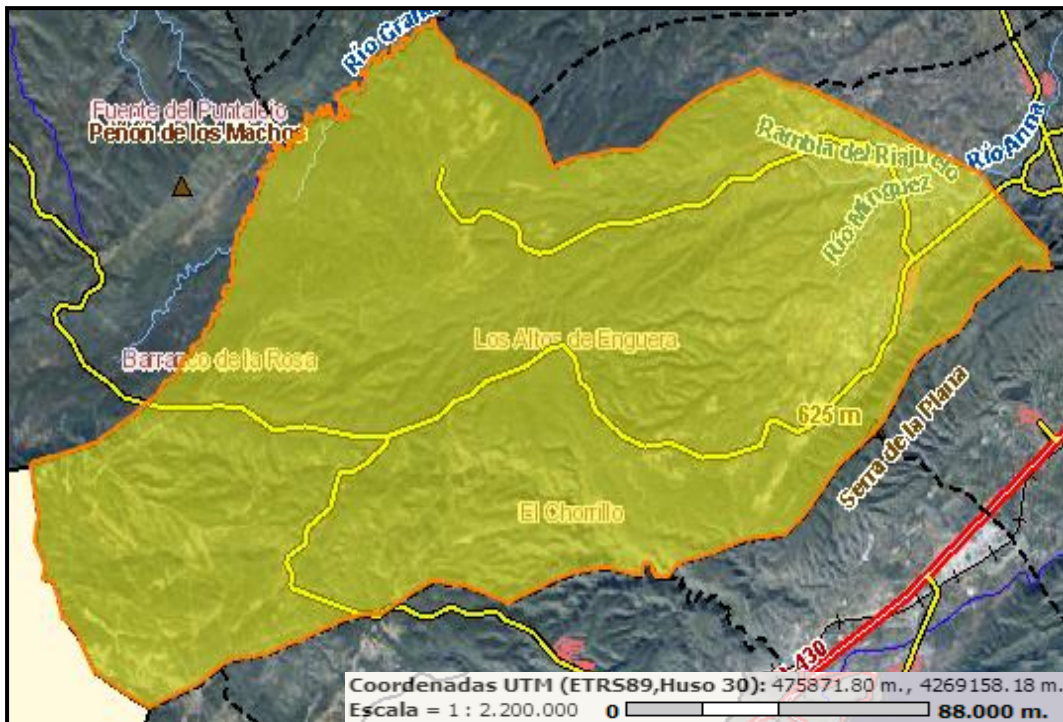 Río Gran
Fuente del Puntalejo
Peñon de los Machos
Rambla del Riajuelo
Río Anna
Río Mínguez
Los Altos de Enguera
Barranco de la Rosa
625 m
Serra de la Plana
El Chorrillo
-430
Coordenadas UTM (ETRS89,Huso 30): 475871.80 m. , 4269158.18 m.
Escala = 1 : 2.200.000 0 88.000 m.